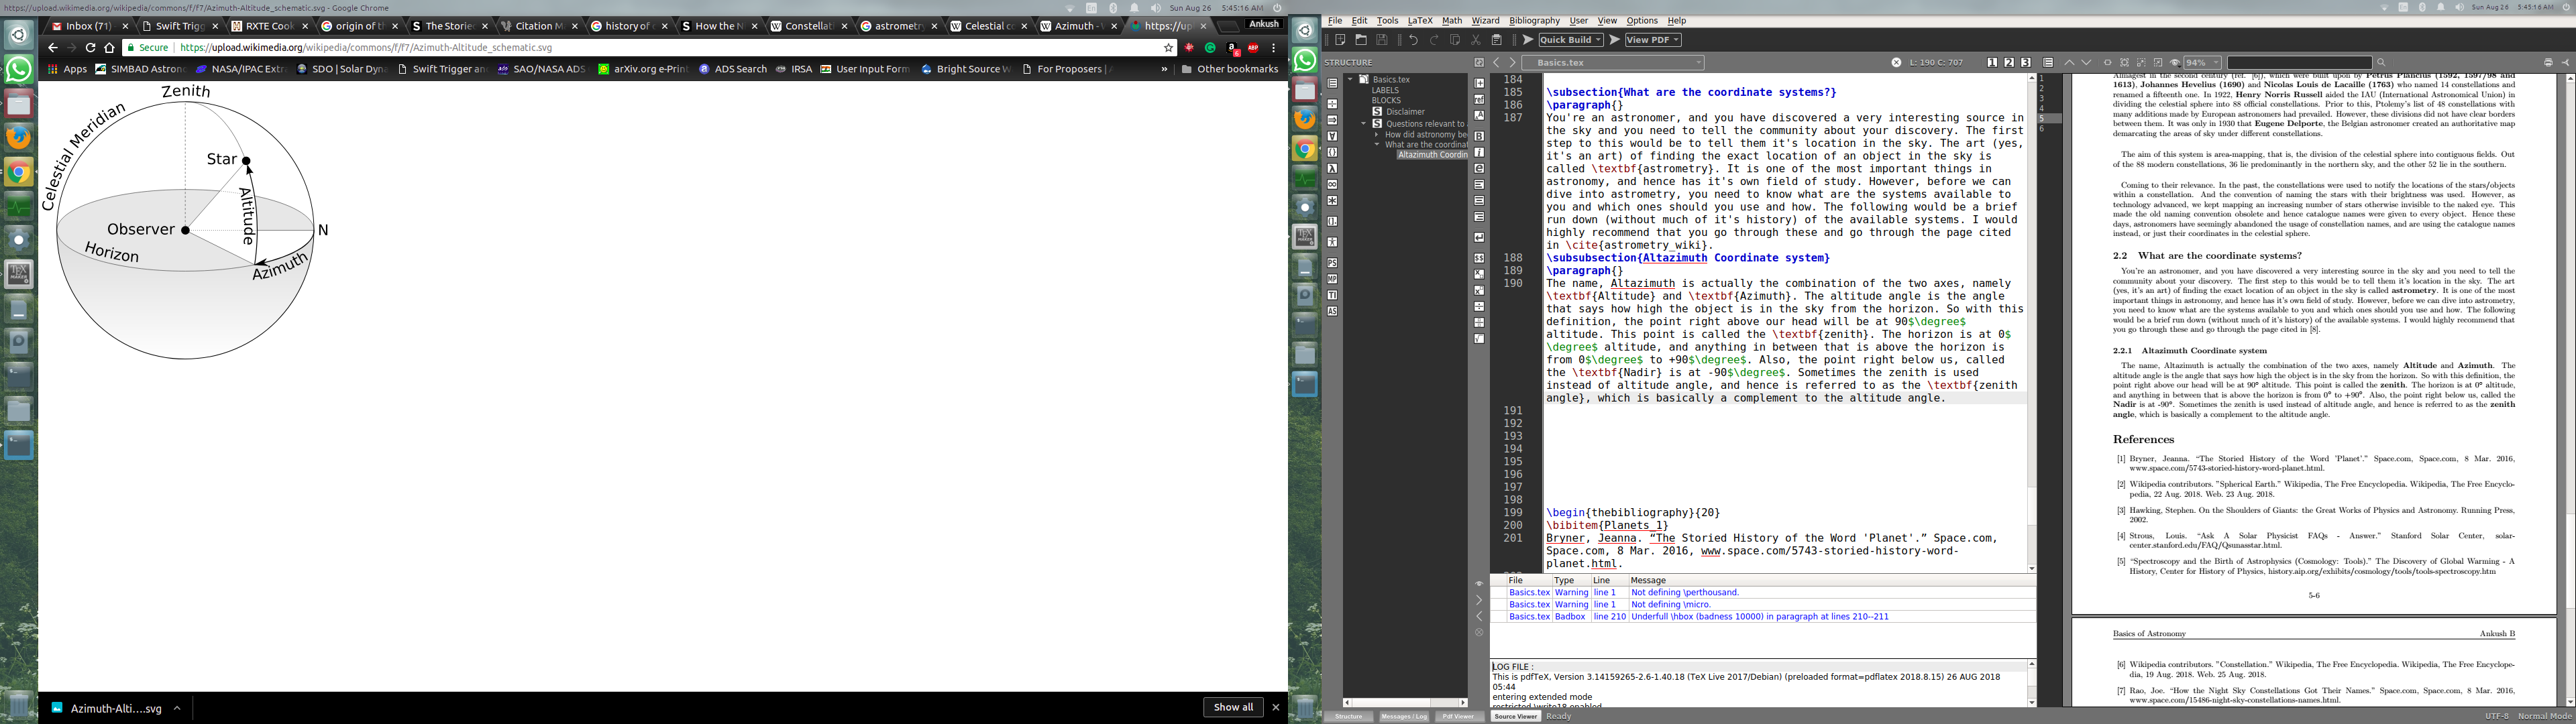 https://upload.wikimedia.org/wikipedia/commons/f/f7/Azimuth-Altitude_schematic.svg - Google Chrome
Sun Aug 26 5:45:16 AM
Inbox (71)
Swift Trigg
RXTE Cook
origin of th
The Storied
Citation M
history of
How the N
Constellati
astrometry
Celestial co
Azimuth -
https://up
Ankush
Secure https://upload.wikimedia.org/wikipedia/commons/f/f7/Azimuth-Altitude_schematic.svg
Apps
SIMBAD Astron
NASA/IPAC Extr
SDO | Solar Dyna
Swift Trigger an
SAO/NASA ADS
arXiv.org e-Print
ADS Search
IRSA
User Input Form
Bright Source W
For Proposers |
Other bookmarks
Zenith
Celestial Meridian
Star
Altitude
Observer
N
Horizon
Azimuth
Azimuth-Alti....svg
Show all
Sun Aug 26 5:45:16 AM
File Edit Tools LaTeX Math Wizard Bibliography User View Options Help
Quick Build
View PDF
STRUCTURE
Basics.tex
L: 190 C: 707
1 2 3
94%
Basics.tex
LABELS
BLOCKS
Disclaimer
Questions relevant to
How did astronomy be
What are the coordinat
Altazimuth Coordin
184
185 \subsection{What are the coordinate systems?}
186 \paragraph{}
187 You're an astronomer, and you have discovered a very interesting source in
the sky and you need to tell the community about your discovery. The first
step to this would be to tell them it's location in the sky. The art (yes,
it's an art) of finding the exact location of an object in the sky is
called \textbf{astrometry}. It is one of the most important things in
astronomy, and hence has it's own field of study. However, before we can
dive into astrometry, you need to know what are the systems available to
you and which ones should you use and how. The following would be a brief
run down (without much of it's history) of the available systems. I would
highly recommend that you go through these and go through the page cited
in \cite{astrometry_wiki}.
188 \subsubsection{Altazimuth Coordinate system}
189 \paragraph{}
190 The name, Altazimuth is actually the combination of the two axes, namely
\textbf{Altitude} and \textbf{Azimuth}. The altitude angle is the angle
that says how high the object is in the sky from the horizon. So with this
definition, the point right above our head will be at 90$\degree$
altitude. This point is called the \textbf{zenith}. The horizon is at 0$
\degree$ altitude, and anything in between that is above the horizon is
from 0$\degree$ to +90$\degree$. Also, the point right below us, called
the \textbf{Nadir} is at -90$\degree$. Sometimes the zenith is used
instead of altitude angle, and hence is referred to as the \textbf{zenith
angle}, which is basically a complement to the altitude angle.
191
192
193
194
195
196
197
198
199 \begin{thebibliography}{20}
200 \bibitem{Planets_1}
201 Bryner, Jeanna. “The Storied History of the Word 'Planet'.” Space.com,
Space.com, 8 Mar. 2016, www.space.com/5743-storied-history-word-
planet.html.
File Type Line Message
Basics.tex Warning line 1 Not defining \perthousand.
Basics.tex Warning line 1 Not defining \micro.
Basics.tex Badbox line 210 Underfull \hbox (badness 10000) in paragraph at lines 210--211
LOG FILE :
This is pdfTeX, Version 3.14159265-2.6-1.40.18 (TeX Live 2017/Debian) (preloaded format=pdflatex 2018.8.15) 26 AUG 2018
05:44
entering extended mode
restricted \write18 enabled.
Structure
Messages / Log
Pdf Viewer
Source Viewer
Ready
1
2
3
4
5
6
Almagest in the second century (ref. [6]), which were built upon by Petrus Plancius (1592, 1597/98 and
1613), Johannes Hevelius (1690) and Nicolas Louis de Lacaille (1763) who named 14 constellations and
renamed a fifteenth one. In 1922, Henry Norris Russell aided the IAU (International Astronomical Union) in
dividing the celestial sphere into 88 official constellations. Prior to this, Ptolemy's list of 48 constellations with
many additions made by European astronomers had prevailed. However, these divisions did not have clear borders
between them. It was only in 1930 that Eugene Delporte, the Belgian astronomer created an authoritative map
demarcating the areas of sky under different constellations.
The aim of this system is area-mapping, that is, the division of the celestial sphere into contiguous fields. Out
of the 88 modern constellations, 36 lie predominantly in the northern sky, and the other 52 lie in the southern.
Coming to their relevance. In the past, the constellations were used to notify the locations of the stars/objects
within a constellation. And the convention of naming the stars with their brightness was used. However, as
technology advanced, we kept mapping an increasing number of stars otherwise invisible to the naked eye. This
made the old naming convention obsolete and hence catalogue names were given to every object. Hence these
days, astronomers have seemingly abandoned the usage of constellation names, and are using the catalogue names
instead, or just their coordinates in the celestial sphere.
2.2 What are the coordinate systems?
You're an astronomer, and you have discovered a very interesting source in the sky and you need to tell the
community about your discovery. The first step to this would be to tell them it's location in the sky. The art
(yes, it's an art) of finding the exact location of an object in the sky is called astrometry. It is one of the most
important things in astronomy, and hence has it's own field of study. However, before we can dive into astrometry,
you need to know what are the systems available to you and which ones should you use and how. The following
would be a brief run down (without much of it's history) of the available systems. I would highly recommend that
you go through these and go through the page cited in [8].
2.2.1 Altazimuth Coordinate system
The name, Altazimuth is actually the combination of the two axes, namely Altitude and Azimuth. The
altitude angle is the angle that says how high the object is in the sky from the horizon. So with this definition, the
point right above our head will be at 90° altitude. This point is called the zenith. The horizon is at 0° altitude,
and anything in between that is above the horizon is from 0° to +90°. Also, the point right below us, called the
Nadir is at -90°. Sometimes the zenith is used instead of altitude angle, and hence is referred to as the zenith
angle, which is basically a complement to the altitude angle.
References
[1] Bryner, Jeanna. “The Storied History of the Word 'Planet'.” Space.com, Space.com, 8 Mar. 2016,
www.space.com/5743-storied-history-word-planet.html.
[2] Wikipedia contributors. "Spherical Earth." Wikipedia, The Free Encyclopedia. Wikipedia, The Free Encyclo-
pedia, 22 Aug. 2018. Web. 23 Aug. 2018.
[3] Hawking, Stephen. On the Shoulders of Giants: the Great Works of Physics and Astronomy. Running Press,
2002.
[4] Strous, Louis. “Ask A Solar Physicist FAQs - Answer.” Stanford Solar Center, solar-
center.stanford.edu/FAQ/Qsunasstar.html.
[5] “Spectroscopy and the Birth of Astrophysics (Cosmology: Tools).” The Discovery of Global Warming - A
History, Center for History of Physics, history.aip.org/exhibits/cosmology/tools/tools-spectroscopy.htm
5-6
Basics of Astronomy
Ankush B
[6] Wikipedia contributors. "Constellation." Wikipedia, The Free Encyclopedia. Wikipedia, The Free Encyclope-
dia, 19 Aug. 2018. Web. 25 Aug. 2018.
[7] Rao, Joe. “How the Night Sky Constellations Got Their Names.” Space.com, Space.com, 8 Mar. 2016,
www.space.com/15486-night-sky-constellations-names.html.
UTF-8 Normal Mode